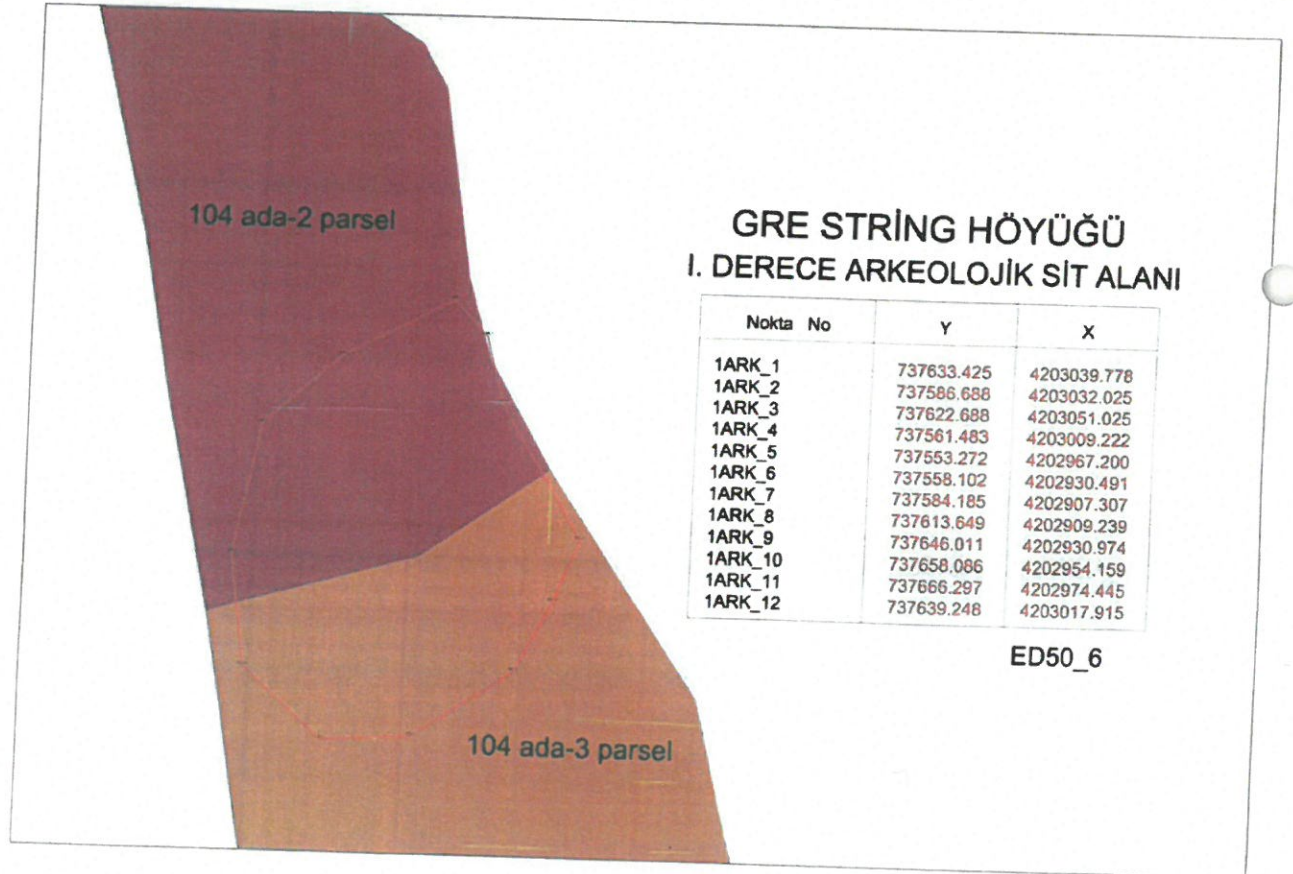 104 ada-2 parsel
104 ada-3 parsel
GRE STRİNG HÖYÜĞÜ
I. DERECE ARKEOLOJİK SİT ALANI
Nokta No Y X
1ARK_1 737633.425 4203039.778
1ARK_2 737586.688 4203032.025
1ARK_3 737622.688 4203051.025
1ARK_4 737561.483 4203009.222
1ARK_5 737553.272 4202967.200
1ARK_6 737558.102 4202930.491
1ARK_7 737584.185 4202907.307
1ARK_8 737613.649 4202909.239
1ARK_9 737646.011 4202930.974
1ARK_10 737658.086 4202954.159
1ARK_11 737666.297 4202974.445
1ARK_12 737639.248 4203017.915
ED50_6